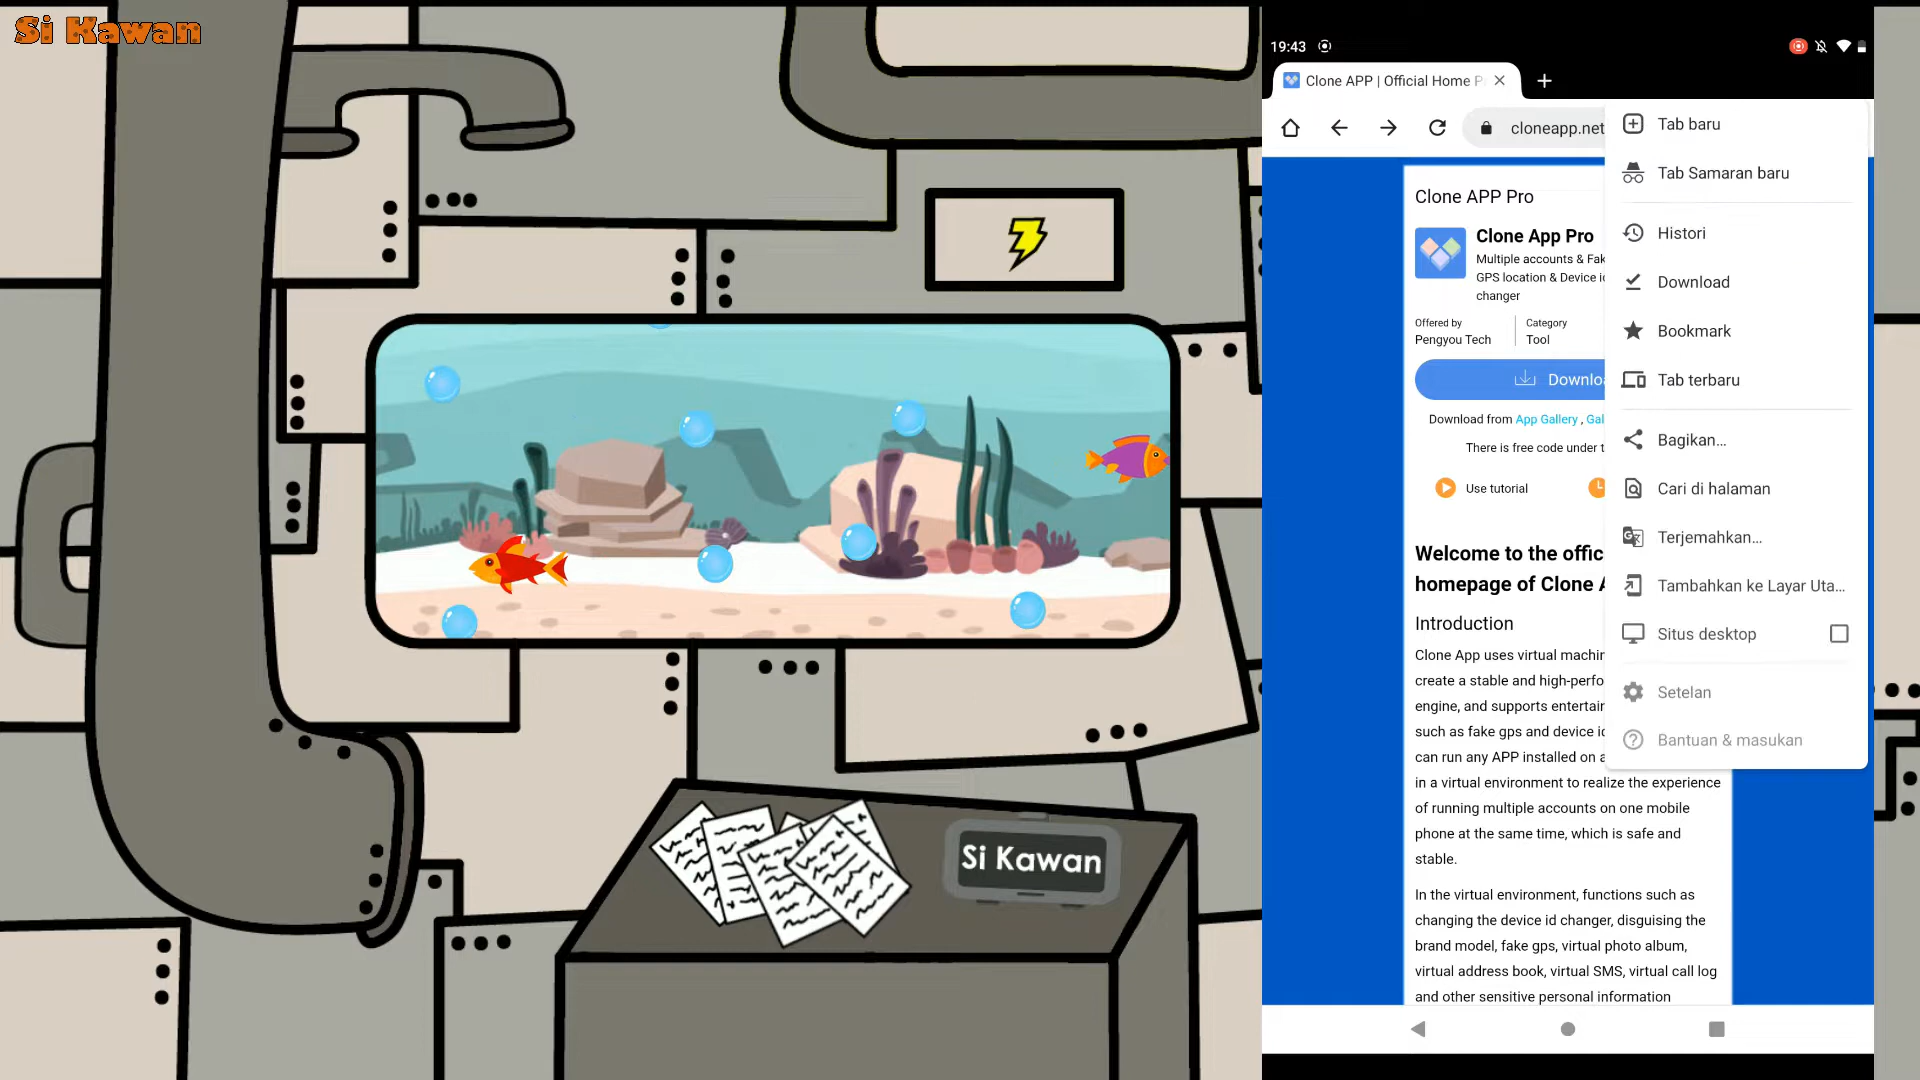 Si Kawan
Si Kawan
19:43
Clone APP | Official Home P
cloneapp.net
Clone APP Pro
Clone App Pro
Multiple accounts & Fak
GPS location & Device
changer
Offered by
Pengyou Tech
Category
Tool
Downlo
Download from App Gallery , Gal
There is free code under t
Use tutorial
Welcome to the offic
homepage of Clone A
Introduction
Clone App uses virtual machin
create a stable and high-perfo
engine, and supports entertain
such as fake gps and device
can run any APP installed on a
in a virtual environment to realize the experience
of running multiple accounts on one mobile
phone at the same time, which is safe and
stable.
In the virtual environment, functions such as
changing the device id changer, disguising the
brand model, fake gps, virtual photo album,
virtual address book, virtual SMS, virtual call log
and other sensitive personal information
Tab baru
Tab Samaran baru
Histori
Download
Bookmark
Tab terbaru
Bagikan...
Cari di halaman
Terjemahkan...
Tambahkan ke Layar Uta...
Situs desktop
Setelan
Bantuan & masukan